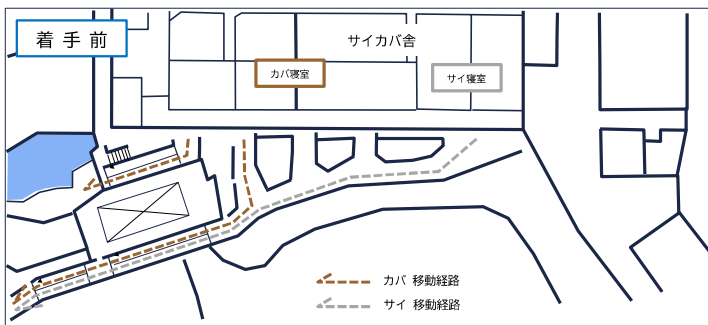 着手前
サイカバ舎
カバ寝室
サイ寝室
カバ 移動経路
サイ 移動経路